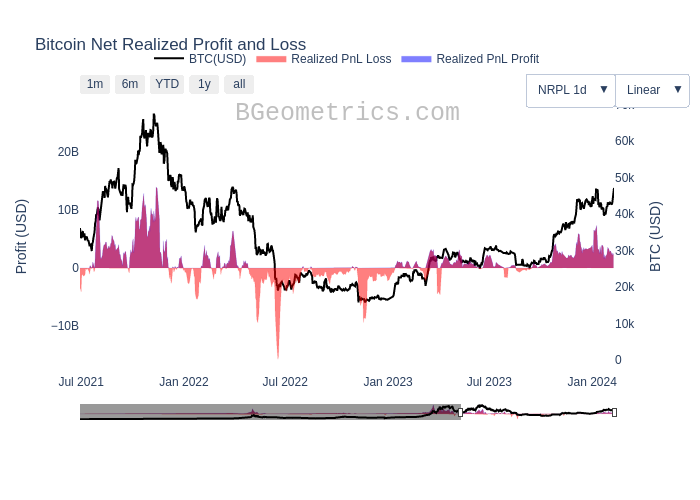 Bitcoin Net Realized Profit and Loss
BTC(USD) Realized PnL Loss Realized PnL Profit
1m 6m YTD 1y all
NRPL 1d ▼ Linear ▼
BGeometrics.com
20B
10B
0
−10B
Profit (USD)
60k
50k
40k
30k
20k
10k
0
BTC (USD)
Jul 2021 Jan 2022 Jul 2022 Jan 2023 Jul 2023 Jan 2024